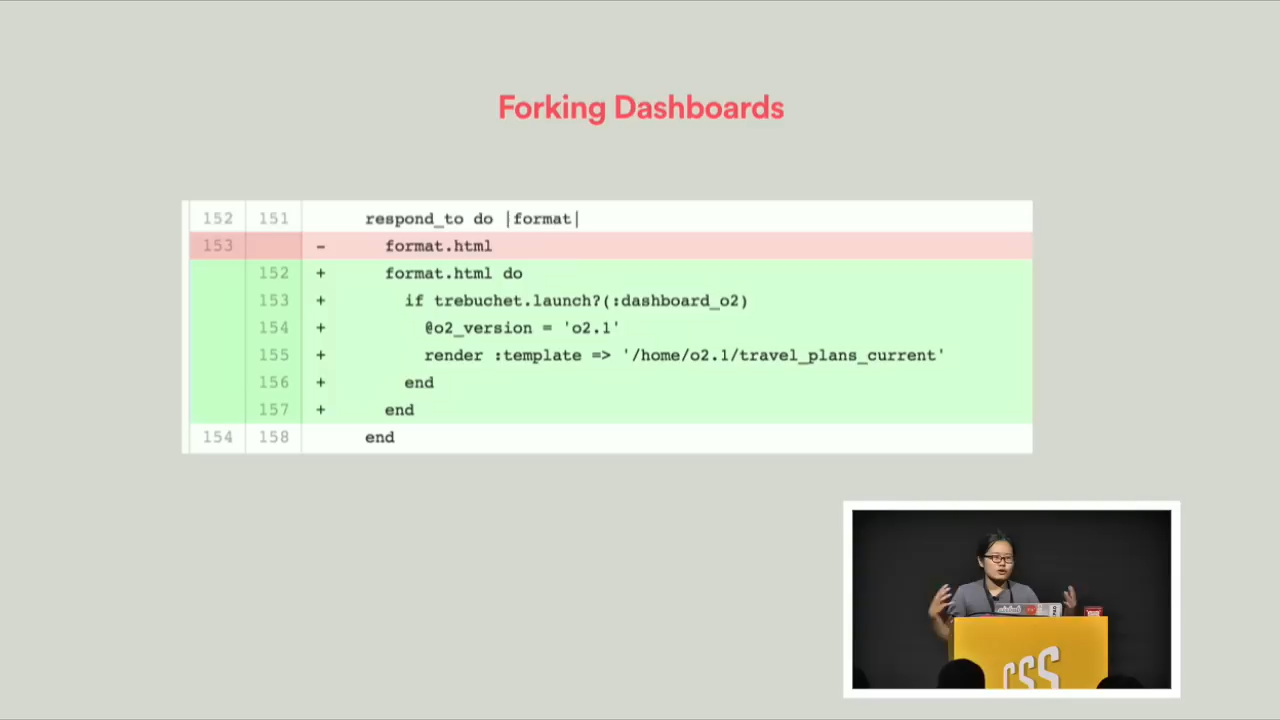 Forking Dashboards
152 151 respond_to do |format|
153 - format.html
152 + format.html do
153 + if trebuchet.launch?(:dashboard_o2)
154 + @o2_version = 'o2.1'
155 + render :template => '/home/o2.1/travel_plans_current'
156 + end
157 + end
154 158 end
CSS